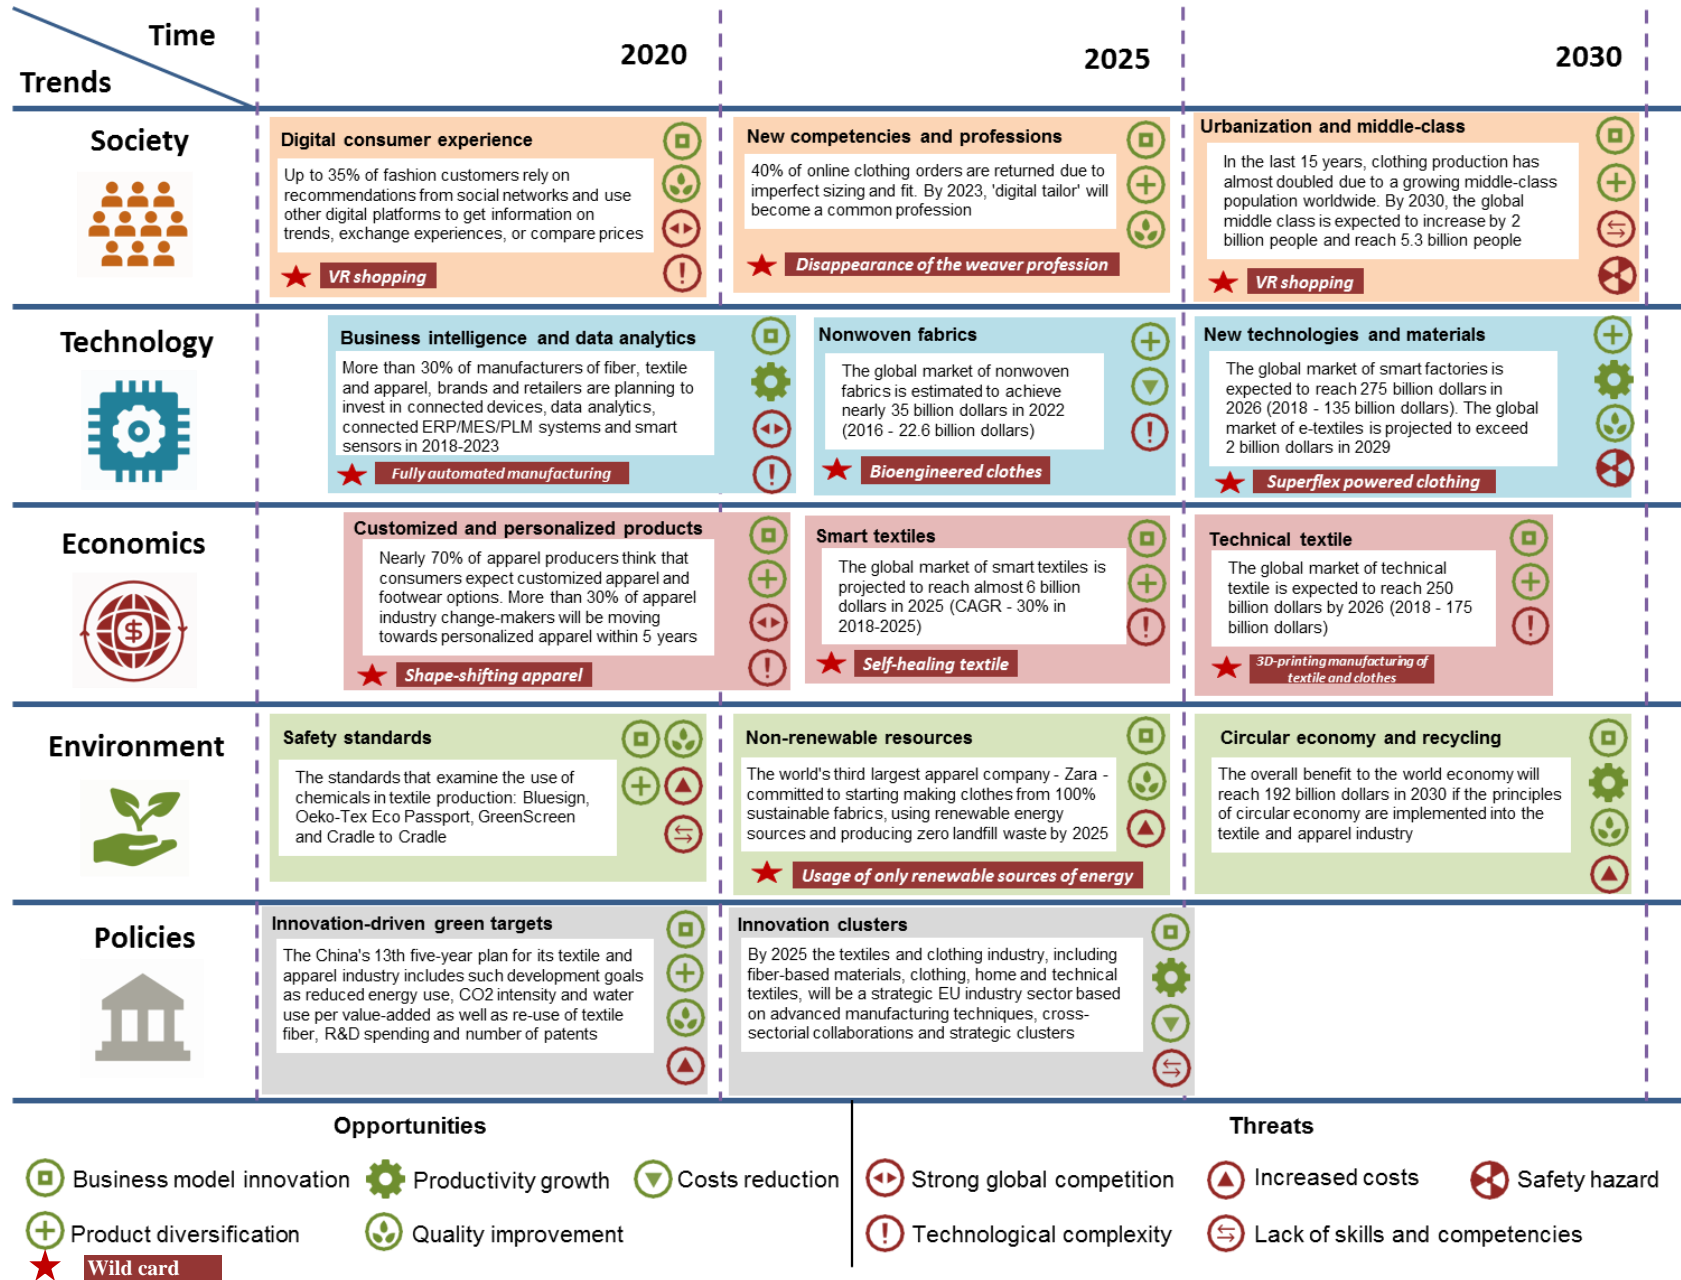 Time
Trends
2020
2025
2030
Society
Digital consumer experience
Up to 35% of fashion customers rely on
recommendations from social networks and use
other digital platforms to get information on
trends, exchange experiences, or compare prices
VR shopping
New competencies and professions
40% of online clothing orders are returned due to
imperfect sizing and fit. By 2023, 'digital tailor' will
become a common profession
Disappearance of the weaver profession
Urbanization and middle-class
In the last 15 years, clothing production has
almost doubled due to a growing middle-class
population worldwide. By 2030, the global
middle class is expected to increase by 2
billion people and reach 5.3 billion people
VR shopping
Technology
Business intelligence and data analytics
More than 30% of manufacturers of fiber, textile
and apparel, brands and retailers are planning to
invest in connected devices, data analytics,
connected ERP/MES/PLM systems and smart
sensors in 2018-2023
Fully automated manufacturing
Nonwoven fabrics
The global market of nonwoven
fabrics is estimated to achieve
nearly 35 billion dollars in 2022
(2016 - 22.6 billion dollars)
Bioengineered clothes
New technologies and materials
The global market of smart factories is
expected to reach 275 billion dollars in
2026 (2018 - 135 billion dollars). The global
market of e-textiles is projected to exceed
2 billion dollars in 2029
Superflex powered clothing
Economics
Customized and personalized products
Nearly 70% of apparel producers think that
consumers expect customized apparel and
footwear options. More than 30% of apparel
industry change-makers will be moving
towards personalized apparel within 5 years
Shape-shifting apparel
Smart textiles
The global market of smart textiles is
projected to reach almost 6 billion
dollars in 2025 (CAGR - 30% in
2018-2025)
Self-healing textile
Technical textile
The global market of technical
textile is expected to reach 250
billion dollars by 2026 (2018 - 175
billion dollars)
3D-printing manufacturing of
textile and clothes
Environment
Safety standards
The standards that examine the use of
chemicals in textile production: Bluesign,
Oeko-Tex Eco Passport, GreenScreen
and Cradle to Cradle
Non-renewable resources
The world's third largest apparel company - Zara -
committed to starting making clothes from 100%
sustainable fabrics, using renewable energy
sources and producing zero landfill waste by 2025
Usage of only renewable sources of energy
Circular economy and recycling
The overall benefit to the world economy will
reach 192 billion dollars in 2030 if the principles
of circular economy are implemented into the
textile and apparel industry
Policies
Innovation-driven green targets
The China's 13th five-year plan for its textile and
apparel industry includes such development goals
as reduced energy use, CO2 intensity and water
use per value-added as well as re-use of textile
fiber, R&D spending and number of patents
Innovation clusters
By 2025 the textiles and clothing industry, including
fiber-based materials, clothing, home and technical
textiles, will be a strategic EU industry sector based
on advanced manufacturing techniques, cross-
sectorial collaborations and strategic clusters
Opportunities
Threats
Business model innovation
Productivity growth
Costs reduction
Strong global competition
Increased costs
Safety hazard
Product diversification
Quality improvement
Technological complexity
Lack of skills and competencies
Wild card